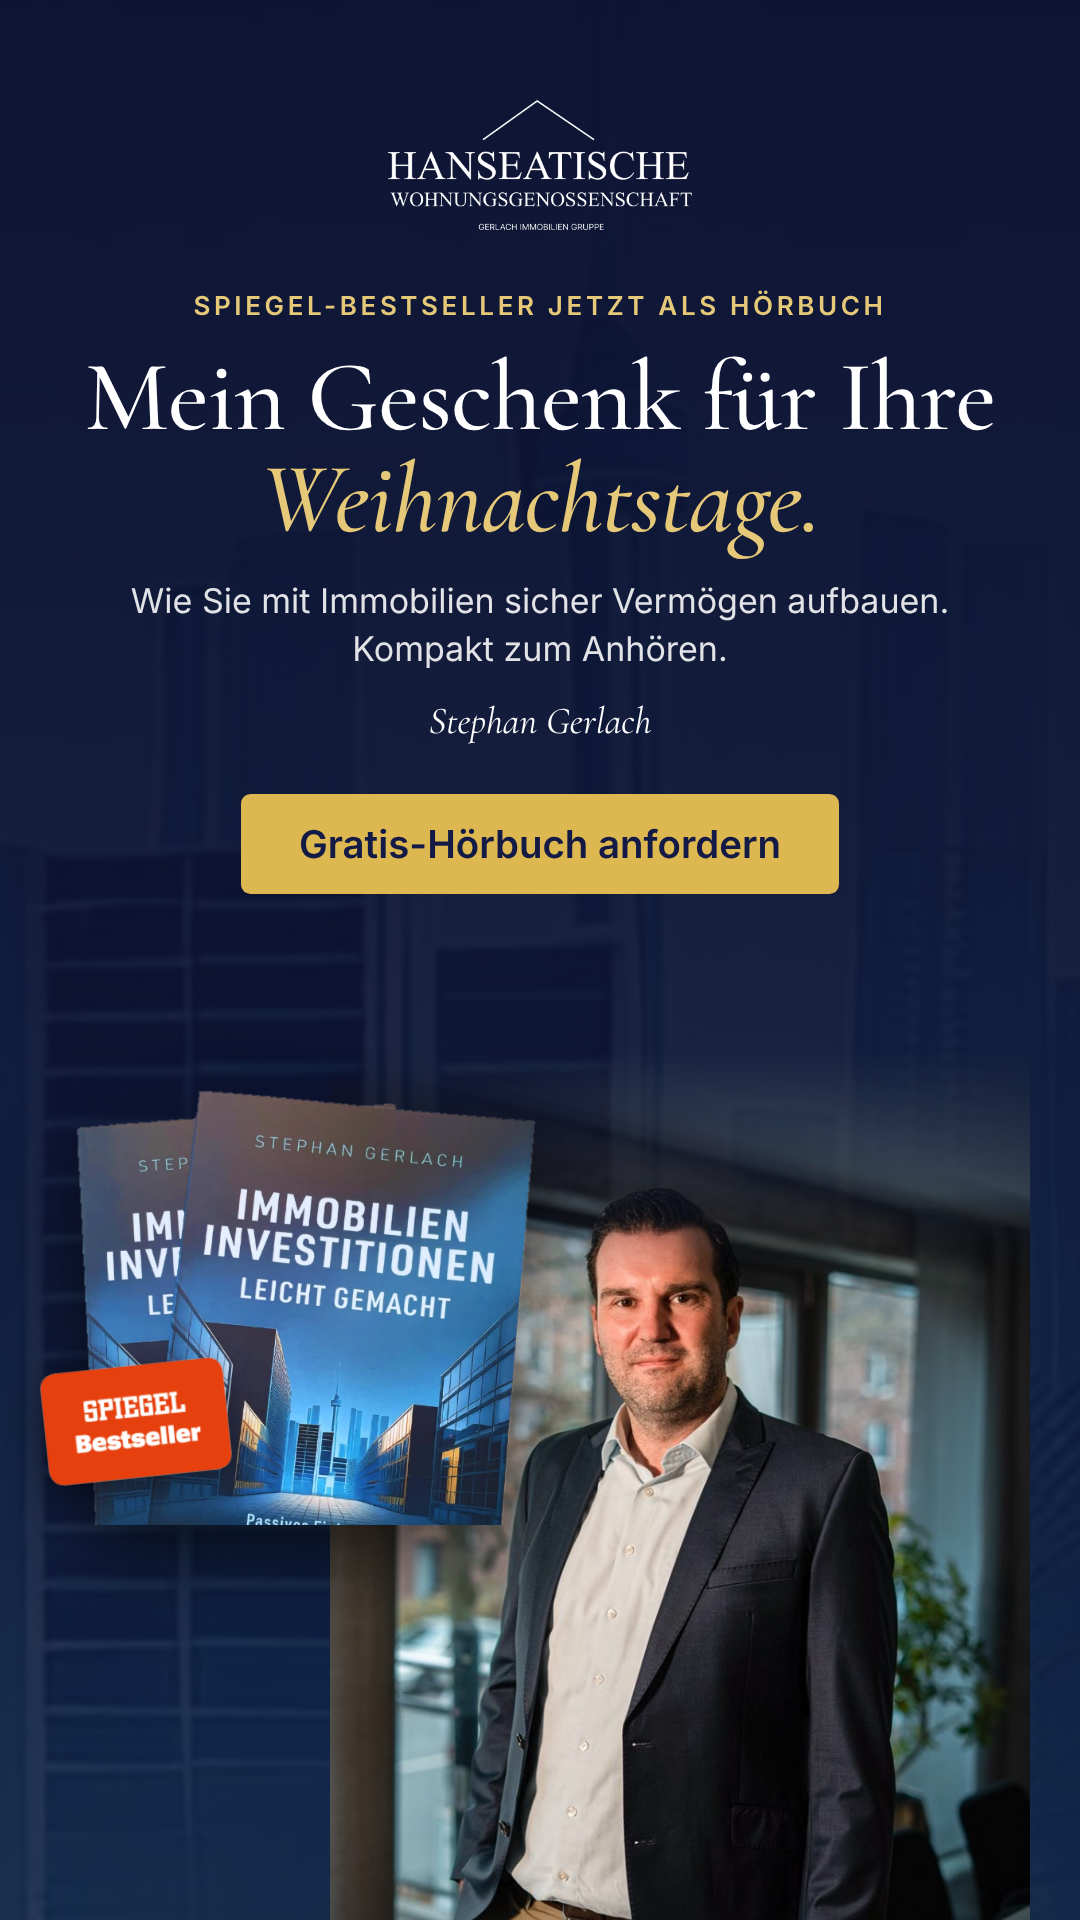 HANSEATISCHE
WOHNUNGSGENOSSENSCHAFT
GERLACH IMMOBILIEN GRUPPE
SPIEGEL-BESTSELLER JETZT ALS HÖRBUCH
Mein Geschenk für Ihre
Weihnachtstage.
Wie Sie mit Immobilien sicher Vermögen aufbauen.
Kompakt zum Anhören.
Stephan Gerlach
Gratis-Hörbuch anfordern
STEPHAN GERLACH
IMMOBILIEN
INVESTITIONEN
LEICHT GEMACHT
STEP
IM
INVE
LE
SPIEGEL
Bestseller